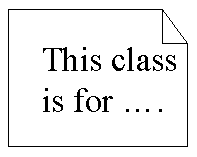 This class
is for ….